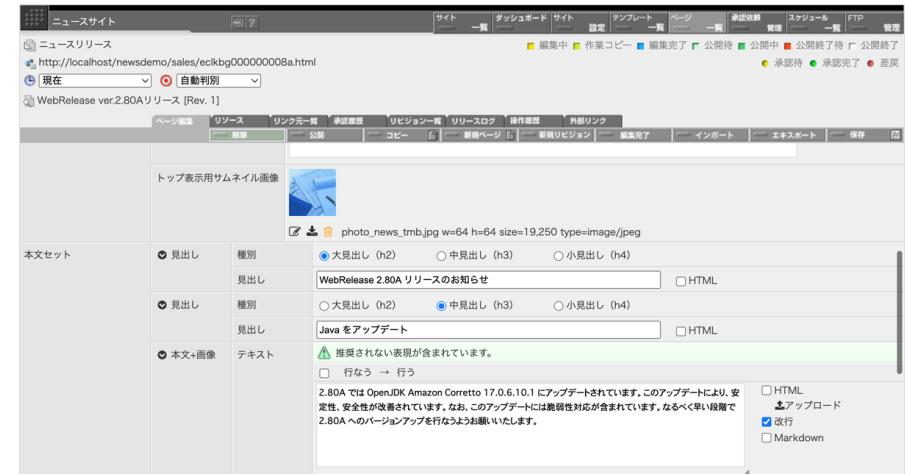 ニュースサイト
サイト 一覧
ダッシュボード
サイト 設定
テンプレート 一覧
ページ 一覧
承認依頼 管理
スケジュール 一覧
FTP 管理
ニュースリリース
編集中 作業コピー 編集完了 公開待 公開中 公開終了待 公開終了
http://localhost/newsdemo/sales/eclkbg000000008a.html
承認待 承認完了 差戻
現在 自動判別
WebRelease ver.2.80Aリリース [Rev. 1]
ページ編集 リソース リンク元一覧 承認履歴 リビジョン一覧 リリースログ 操作履歴 外部リンク
削除 公開 コピー 新規ページ 新規リビジョン 編集完了 インポート エキスポート 保存
トップ表示用サムネイル画像
photo_news_tmb.jpg w=64 h=64 size=19,250 type=image/jpeg
本文セット 見出し 種別 大見出し（h2） 中見出し（h3） 小見出し（h4）
見出し WebRelease 2.80A リリースのお知らせ HTML
見出し 種別 大見出し（h2） 中見出し（h3） 小見出し（h4）
見出し Java をアップデート HTML
本文+画像 テキスト 推奨されない表現が含まれています。
行なう → 行う
2.80A では OpenJDK Amazon Corretto 17.0.6.10.1 にアップデートされています。このアップデートにより、安
定性、安全性が改善されています。なお、このアップデートには脆弱性対応が含まれています。なるべく早い段階で
2.80A へのバージョンアップを行なうようお願いいたします。
HTML
アップロード
改行
Markdown